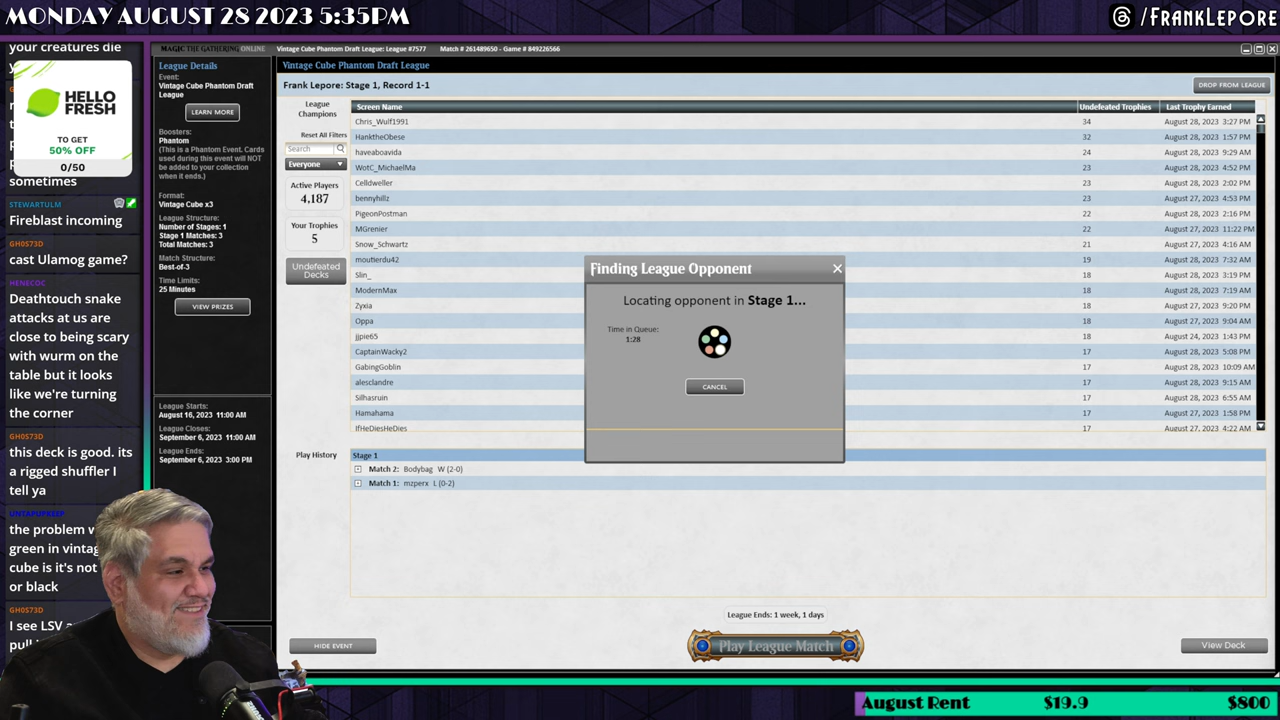 MONDAY AUGUST 28 2023 5:35PM
/FRANKLEPORE
your creatures die
HELLO
FRESH
TO GET
50% OFF
0/50
sometimes
STEWARTULM
Fireblast incoming
GH0S73D
cast Ulamog game?
HENECOC
Deathtouch snake
attacks at us are
close to being scary
with wurm on the
table but it looks
like we're turning
the corner
GH0S73D
this deck is good. its
a rigged shuffler I
tell ya
UNTAPUPKEEP
the problem
green in vintag
cube is it's not
or black
GH0S73D
I see LSV
pull
MAGIC THE GATHERING ONLINE
Vintage Cube Phantom Draft League: League #7577
Match # 261489650 - Game # 849226566
League Details
Event:
Vintage Cube Phantom Draft
League
LEARN MORE
Boosters:
Phantom
(This is a Phantom Event. Cards
used during this event will NOT
be added to your collection
when it ends.)
Format:
Vintage Cube x3
League Structure:
Number of Stages: 1
Stage 1 Matches: 3
Total Matches: 3
Match Structure:
Best-of-3
Time Limits:
25 Minutes
VIEW PRIZES
League Starts:
August 16, 2023 11:00 AM
League Closes:
September 6, 2023 11:00 AM
League Ends:
September 6, 2023 3:00 PM
Vintage Cube Phantom Draft League
Frank Lepore: Stage 1, Record 1-1
DROP FROM LEAGUE
League
Champions
Reset All Filters
Search
Everyone
Active Players
4,187
Your Trophies
5
Undefeated
Decks
Screen Name Undefeated Trophies Last Trophy Earned
Chris_Wulf1991 34 August 28, 2023 3:27 PM
HanktheObese 32 August 28, 2023 1:57 PM
haveaboavida 24 August 28, 2023 9:29 AM
WotC_MichaelMa 23 August 28, 2023 4:52 PM
Celldweller 23 August 28, 2023 2:02 PM
bennyhillz 23 August 27, 2023 4:53 PM
PigeonPostman 22 August 28, 2023 2:16 PM
MGrenier 22 August 27, 2023 11:22 PM
Snow_Schwartz 21 August 28, 2023 4:16 AM
moutierdu42 19 August 28, 2023 7:32 AM
Slin_ 18 August 28, 2023 3:19 PM
ModernMax 18 August 28, 2023 7:19 AM
Zyxia 18 August 27, 2023 9:20 PM
Oppa 18 August 27, 2023 9:04 AM
jjpie65 18 August 24, 2023 1:43 PM
CaptainWacky2 17 August 28, 2023 5:08 PM
GabingGoblin 17 August 28, 2023 10:09 AM
alesclandre 17 August 28, 2023 9:15 AM
Silhasruin 17 August 28, 2023 6:55 AM
Hamahama 17 August 27, 2023 1:58 PM
IfHeDiesHeDies 17 August 27, 2023 4:22 AM
Finding League Opponent
Locating opponent in Stage 1...
Time in Queue:
1:28
CANCEL
Play History
Stage 1
Match 2: Bodybag W (2-0)
Match 1: mzperx L (0-2)
League Ends: 1 week, 1 days
HIDE EVENT
Play League Match
View Deck
August Rent $19.9 $800